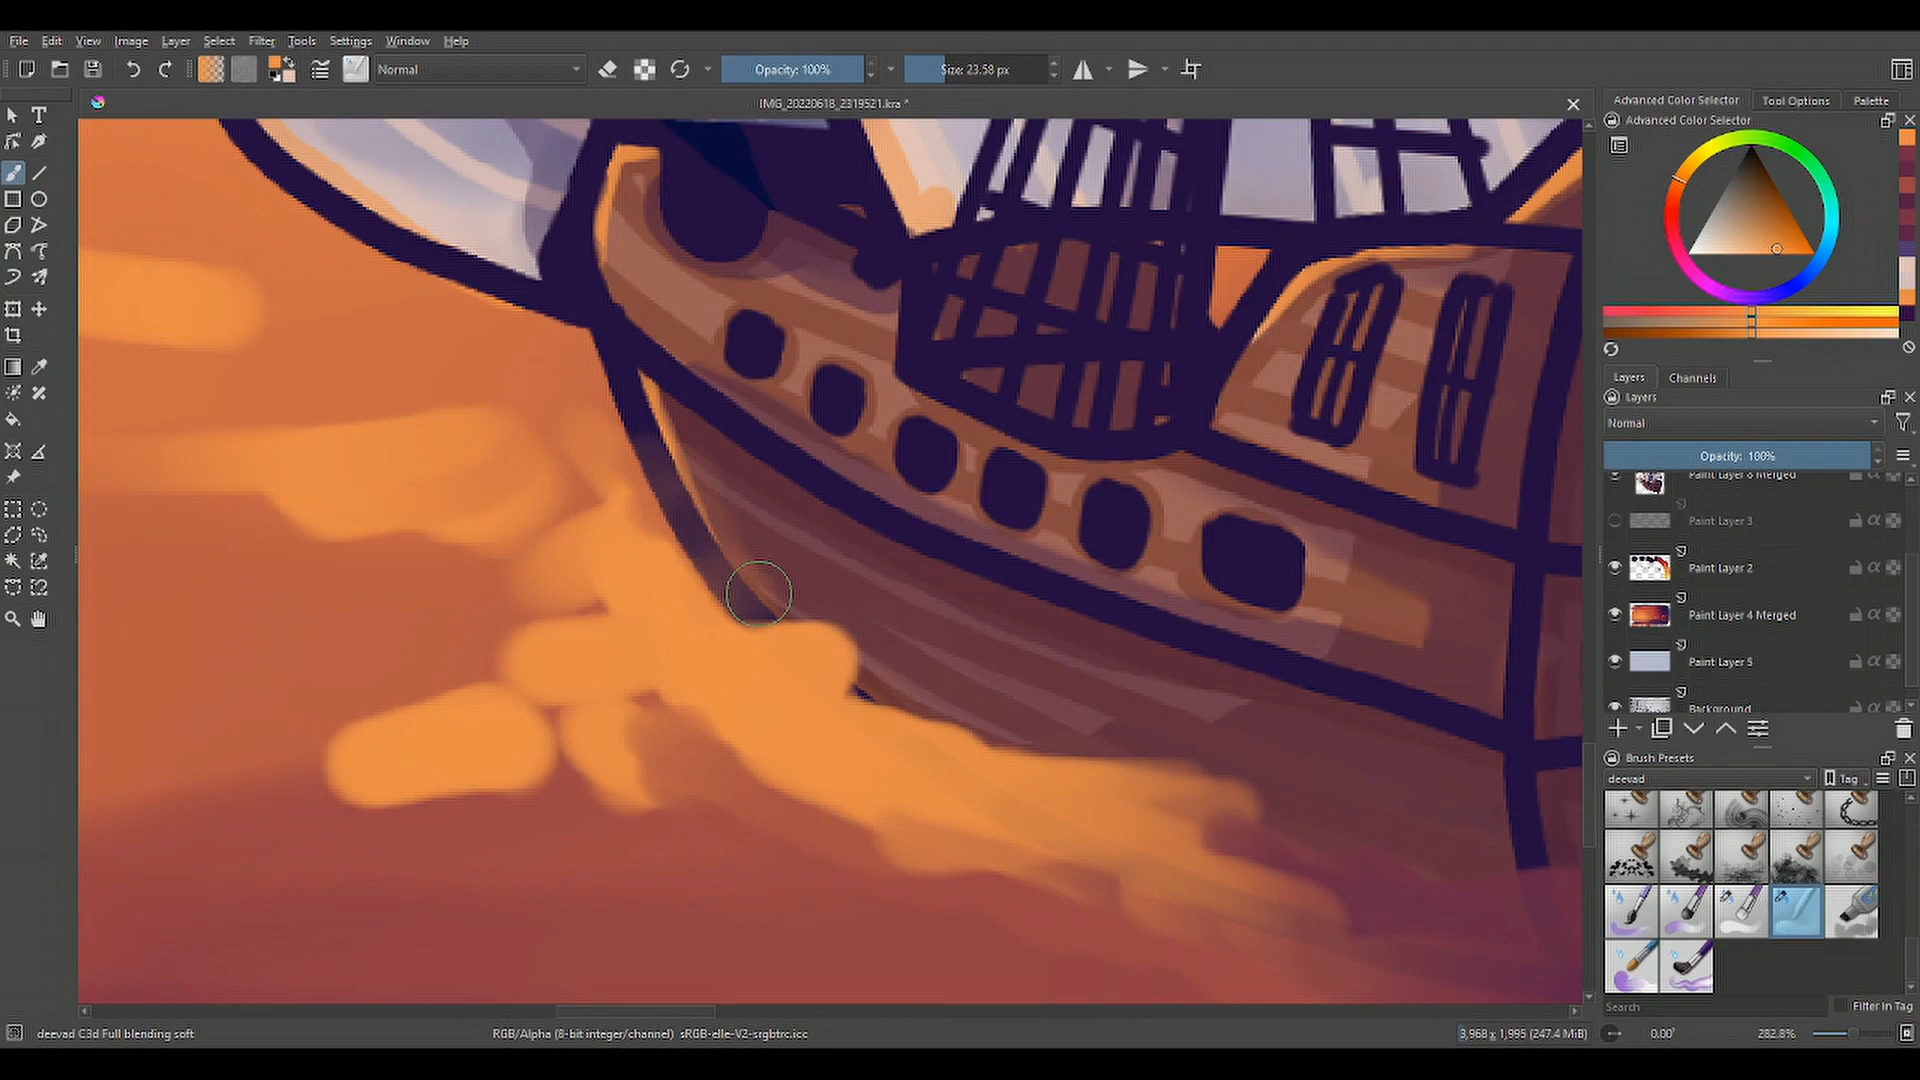 File Edit View Image Layer Select Filter Tools Settings Window Help
Normal
Opacity: 100%
Size: 23.58 px
IMG_20220618_2319521.kra *
Advanced Color Selector
Tool Options
Palette
Advanced Color Selector
Layers
Channels
Layers
Normal
Opacity: 100%
Paint Layer 8 Merged
Paint Layer 3
Paint Layer 2
Paint Layer 4 Merged
Paint Layer 5
Background
Brush Presets
deevad
Tag
Search
Filter in Tag
deevad C3d Full blending soft
RGB/Alpha (8-bit integer/channel) sRGB-elle-V2-srgbtrc.icc
3,968 x 1,995 (247.4 MiB)
0.00°
282.8%